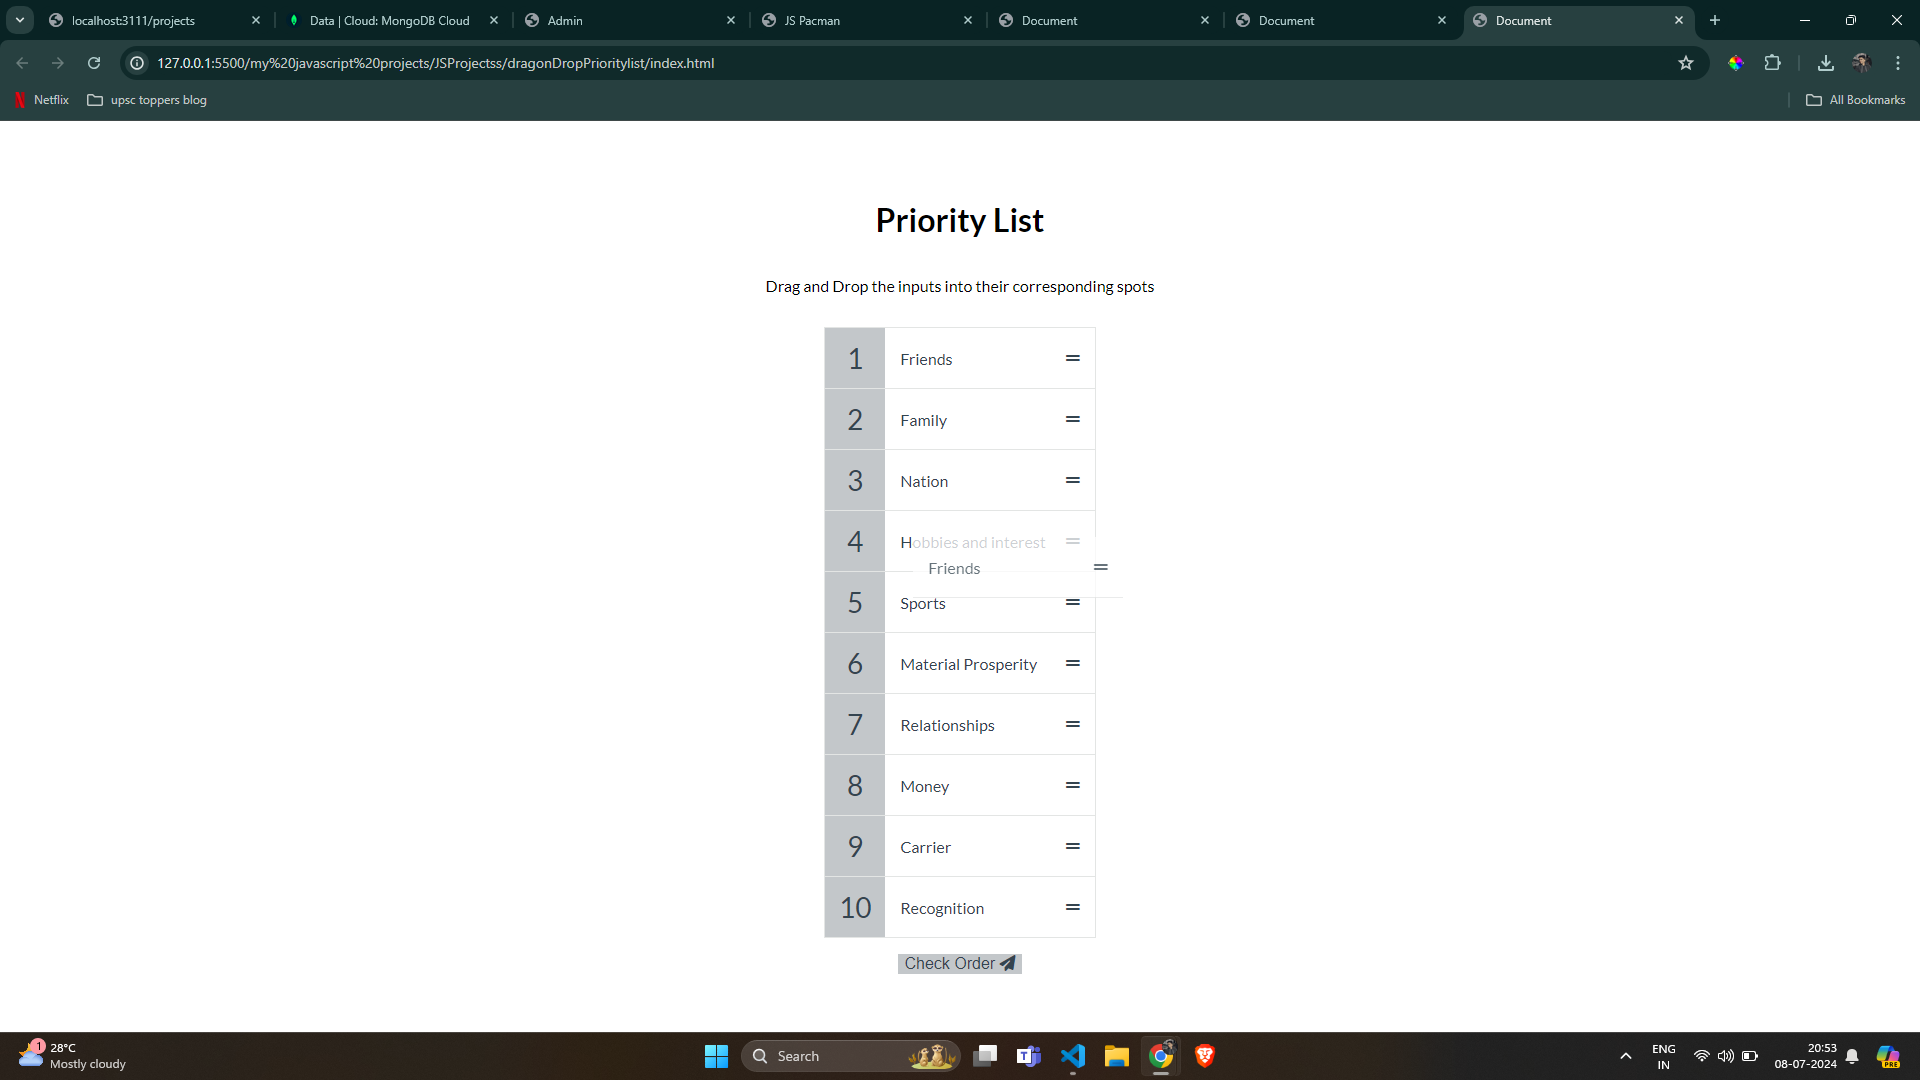 localhost:3111/projects
Data | Cloud: MongoDB Cloud
Admin
JS Pacman
Document
Document
Document
127.0.0.1:5500/my%20javascript%20projects/JSProjectss/dragonDropPrioritylist/index.html
Netflix
upsc toppers blog
All Bookmarks
Priority List
Drag and Drop the inputs into their corresponding spots
1 Friends
2 Family
3 Nation
4 Hobbies and interest
Friends
5 Sports
6 Material Prosperity
7 Relationships
8 Money
9 Carrier
10 Recognition
Check Order
1
28°C
Mostly cloudy
Search
ENG
IN
20:53
08-07-2024
PRE